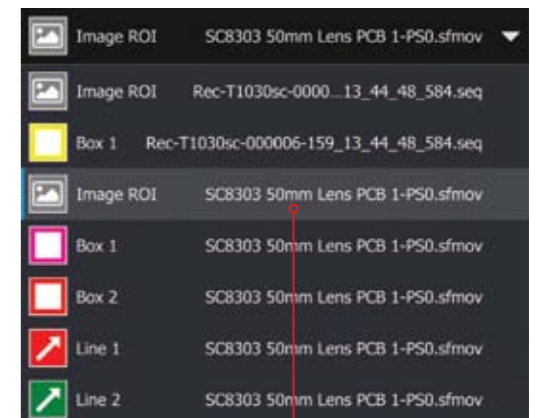 Image ROI SC8303 50mm Lens PCB 1-PS0.sfmov
Image ROI Rec-T1030sc-0000...13_44_48_584.seq
Box 1 Rec-T1030sc-000006-159_13_44_48_584.seq
Image ROI SC8303 50mm Lens PCB 1-PS0.sfmov
Box 1 SC8303 50mm Lens PCB 1-PS0.sfmov
Box 2 SC8303 50mm Lens PCB 1-PS0.sfmov
Line 1 SC8303 50mm Lens PCB 1-PS0.sfmov
Line 2 SC8303 50mm Lens PCB 1-PS0.sfmov